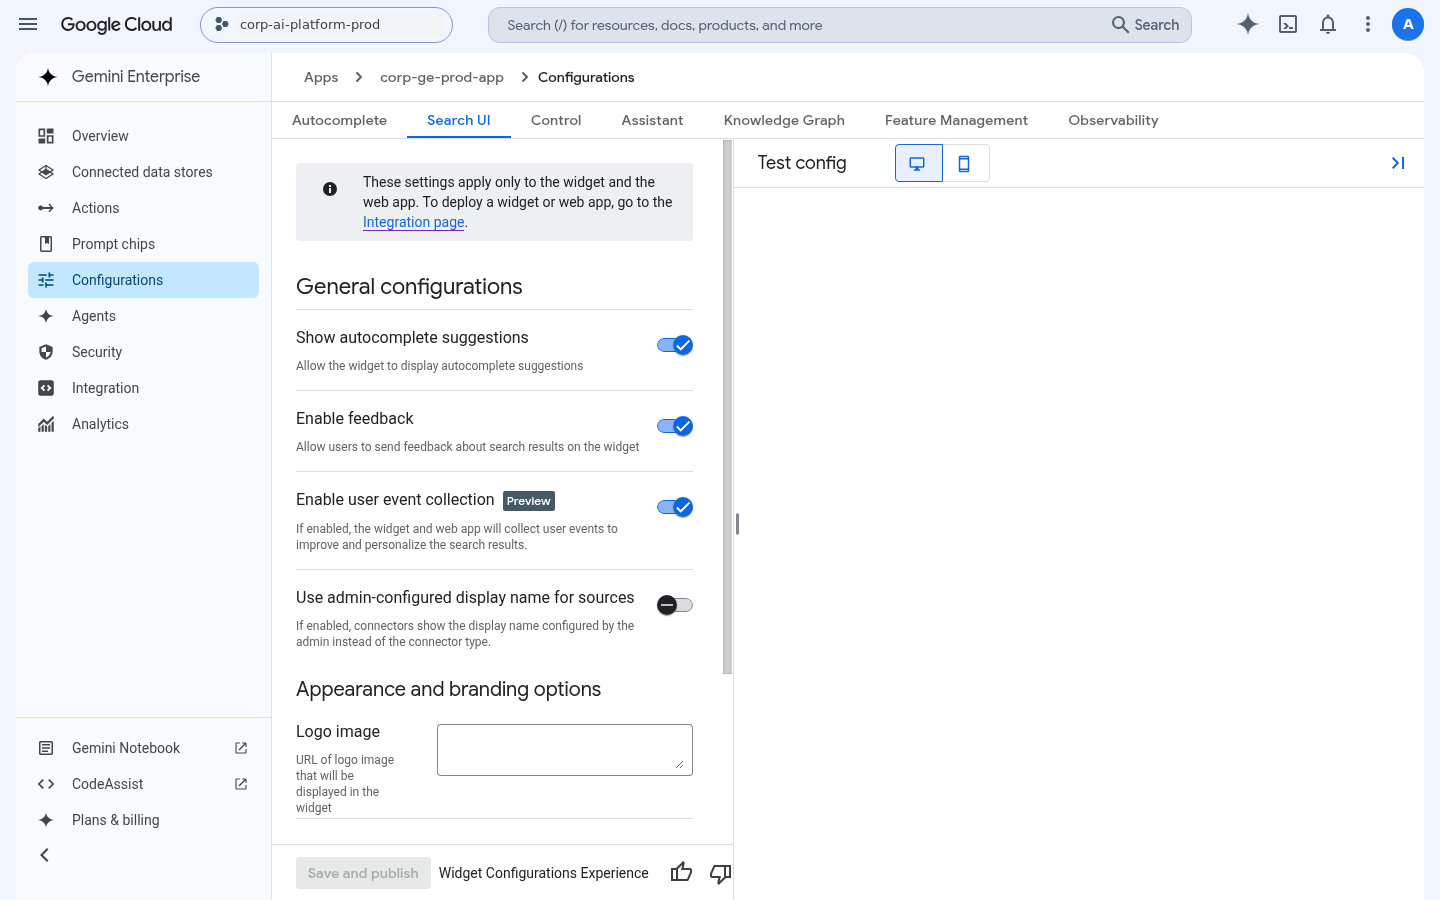 Google Cloud
corp-ai-platform-prod
Search (/) for resources, docs, products, and more
Search
A
Gemini Enterprise
Apps
corp-ge-prod-app
Configurations
Overview
Connected data stores
Actions
Prompt chips
Configurations
Agents
Security
Integration
Analytics
Gemini Notebook
CodeAssist
Plans & billing
Autocomplete
Search UI
Control
Assistant
Knowledge Graph
Feature Management
Observability
These settings apply only to the widget and the
web app. To deploy a widget or web app, go to the
Integration page.
General configurations
Show autocomplete suggestions
Allow the widget to display autocomplete suggestions
Enable feedback
Allow users to send feedback about search results on the widget
Enable user event collection Preview
If enabled, the widget and web app will collect user events to
improve and personalize the search results.
Use admin-configured display name for sources
If enabled, connectors show the display name configured by the
admin instead of the connector type.
Appearance and branding options
Logo image
URL of logo image
that will be
displayed in the
widget
Save and publish
Widget Configurations Experience
Test config